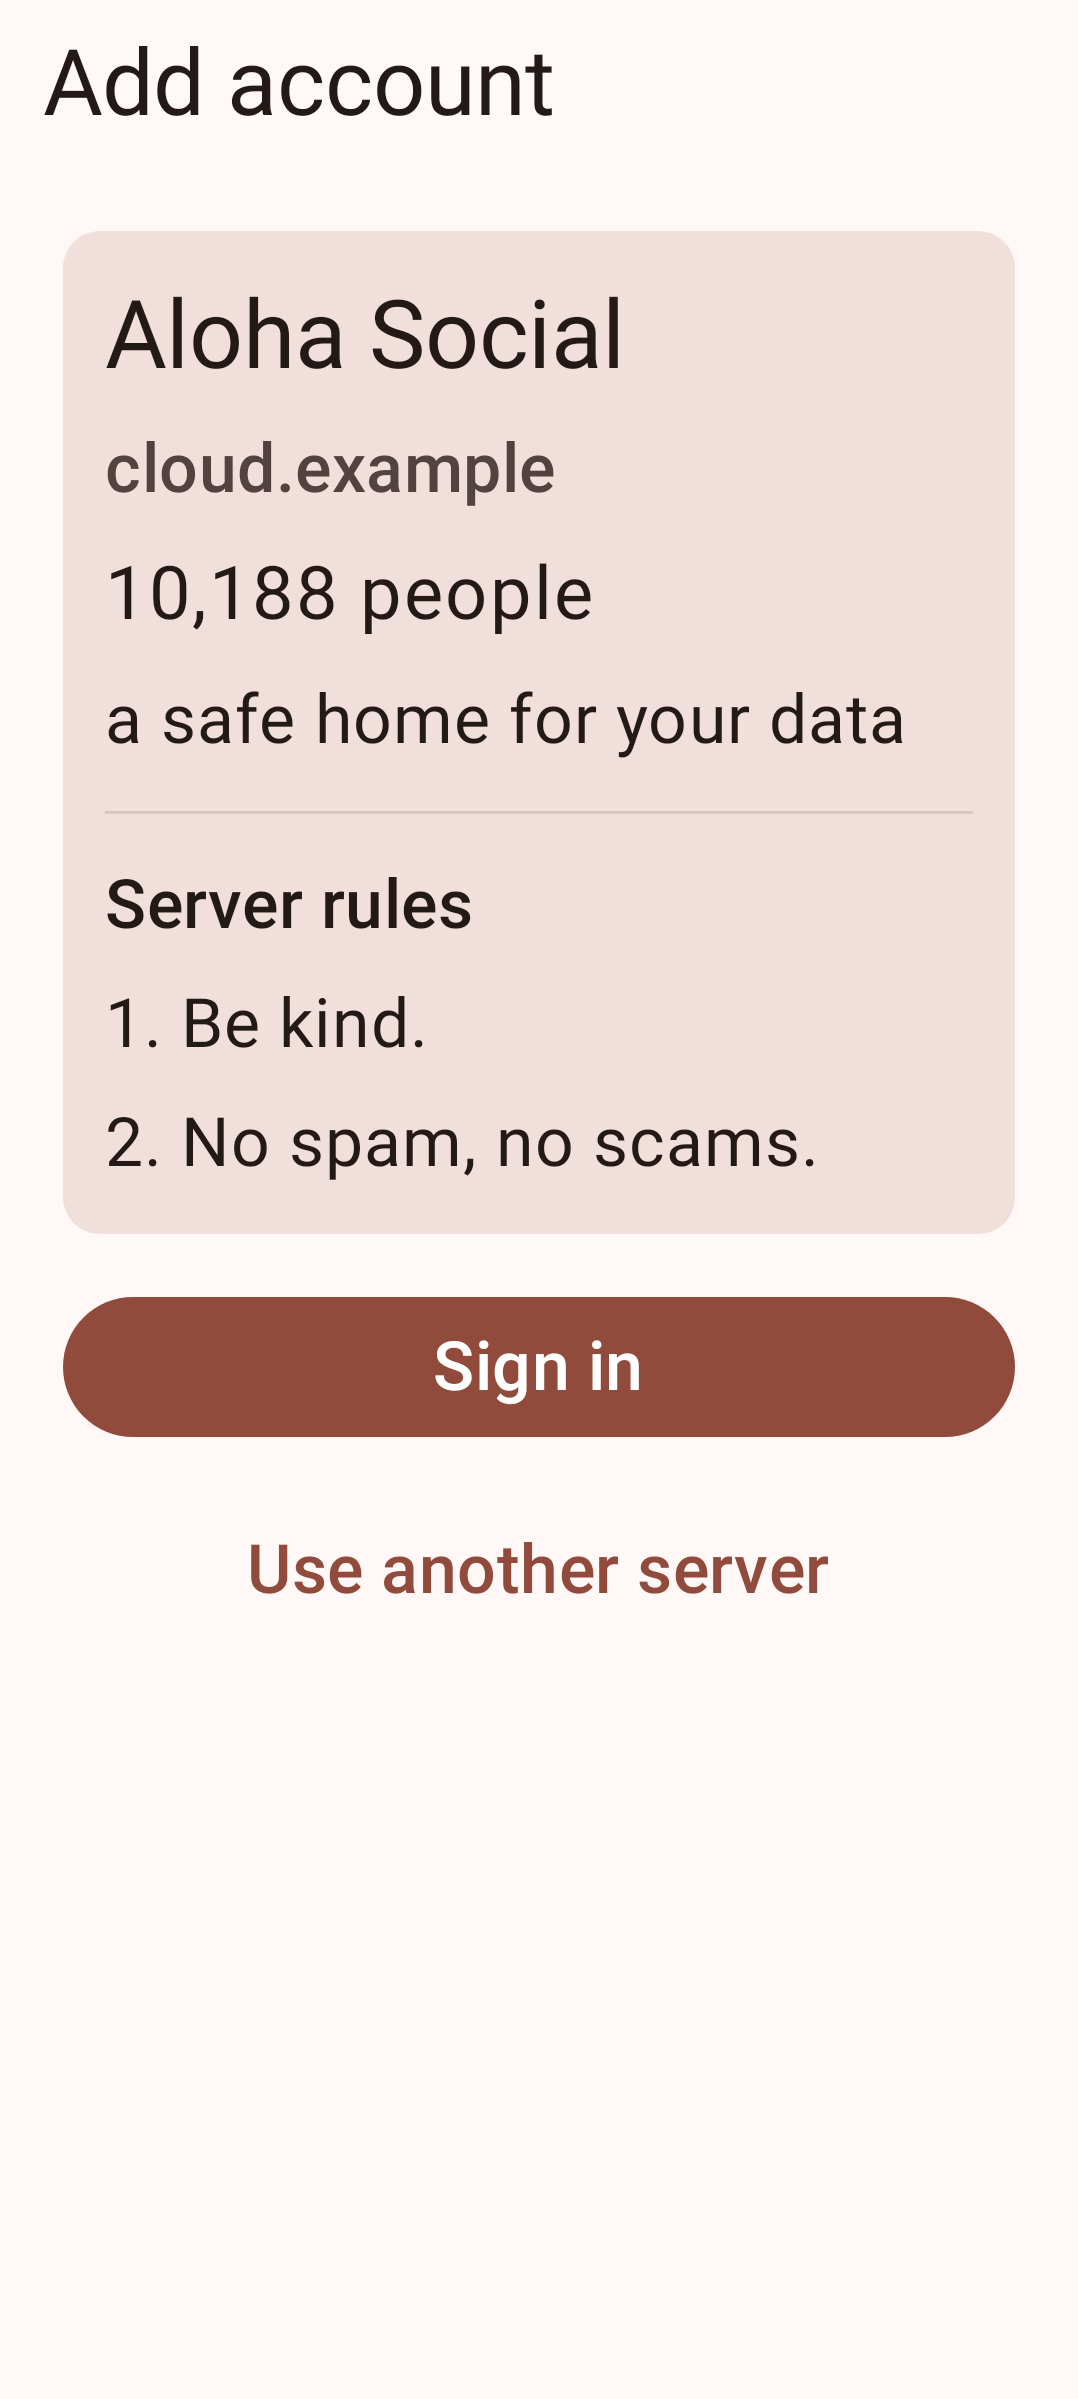 Add account
Aloha Social
cloud.example
10,188 people
a safe home for your data
Server rules
1. Be kind.
2. No spam, no scams.
Sign in
Use another server